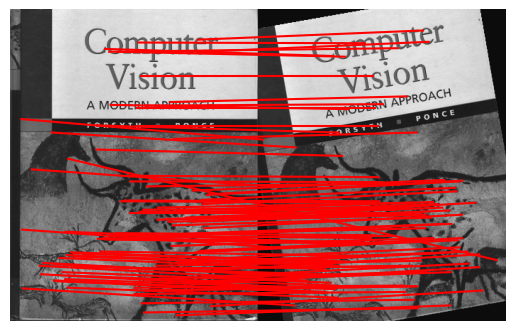 Computer
Vision
A MODERN APPROACH
FORSYTH PONCE
Computer
Vision
A MODERN APPROACH
FORSYTH PONCE